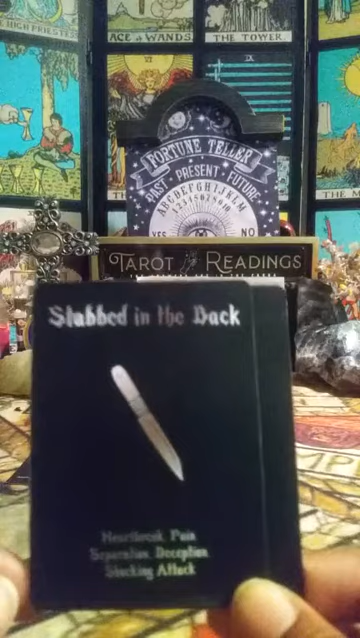 THE HIGH PRIESTESS.
ACE of WANDS.
THE TOWER.
FORTUNE TELLER
PAST • PRESENT • FUTURE
ABCDEFGHIJKLM
YES
NO
TAROT READINGS
Stabbed in the Back
Heartbreak, Pain
Separation, Deception
Shocking Attack